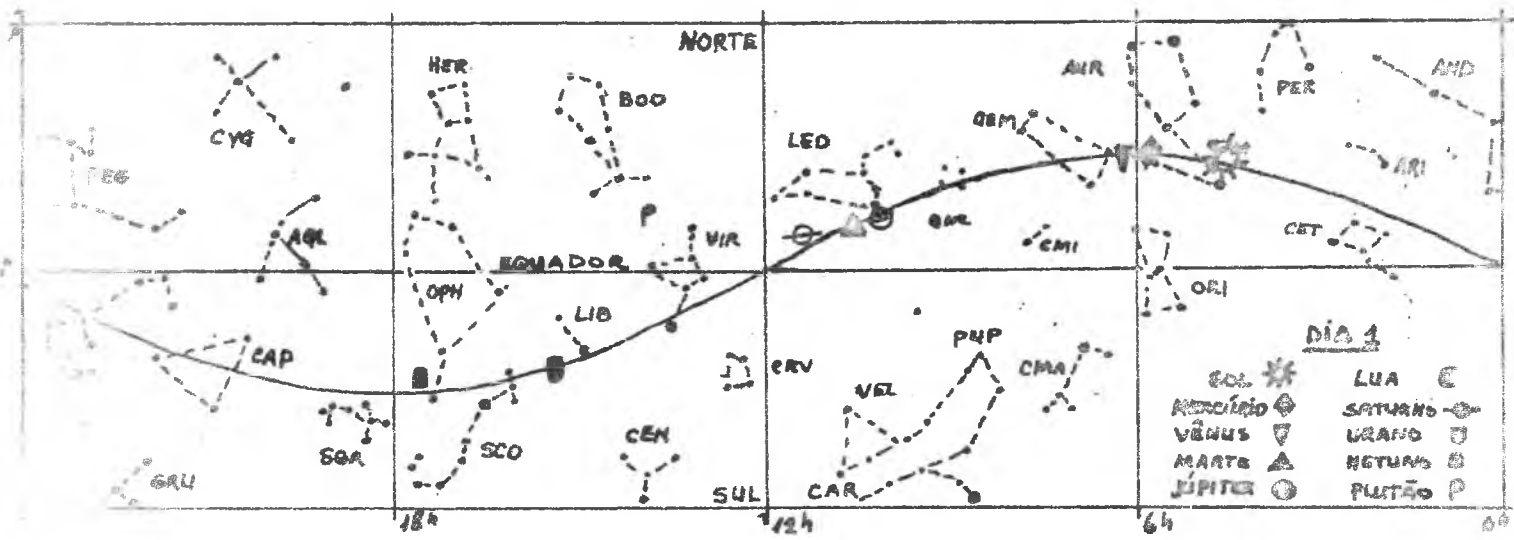 NORTE
HER
BOO
CYG
PEG
AUR
PER
AND
GEM
LEO
ARI
AQL
P
VIR
CNC
CMI
CET
EQUADOR
OPH
ORI
LIB
CAP
CRV
PUP
CMA
VEL
SGR
SCO
CEN
GRU
CAR
SUL
DIA 1
SOL LUA
MERCÚRIO SATURNO
VÊNUS URANO
MARTE NETUNO
JÚPITER PLUTÃO P
18h 12h 6h 0h